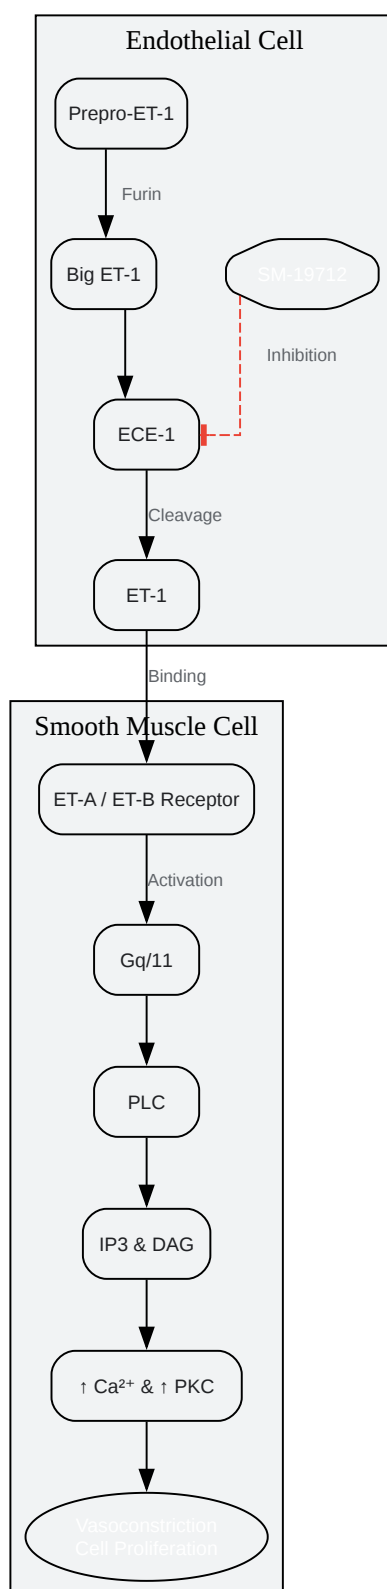 Endothelial Cell
Prepro-ET-1
Furin
Big ET-1
SM-19712
Inhibition
ECE-1
Cleavage
ET-1
Binding
Smooth Muscle Cell
ET-A / ET-B Receptor
Activation
Gq/11
PLC
IP3 & DAG
↑ Ca²⁺ & ↑ PKC
Vasoconstriction
Cell Proliferation